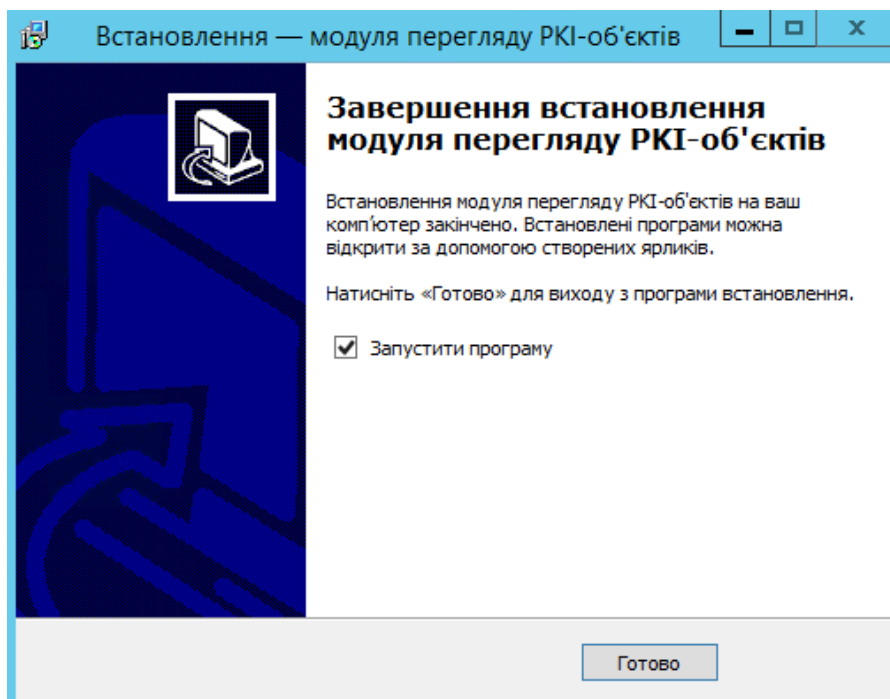 Встановлення — модуля перегляду PKI-об'єктів
Завершення встановлення
модуля перегляду PKI-об'єктів
Встановлення модуля перегляду PKI-об'єктів на ваш
комп’ютер закінчено. Встановлені програми можна
відкрити за допомогою створених ярликів.
Натисніть «Готово» для виходу з програми встановлення.
Запустити програму
Готово